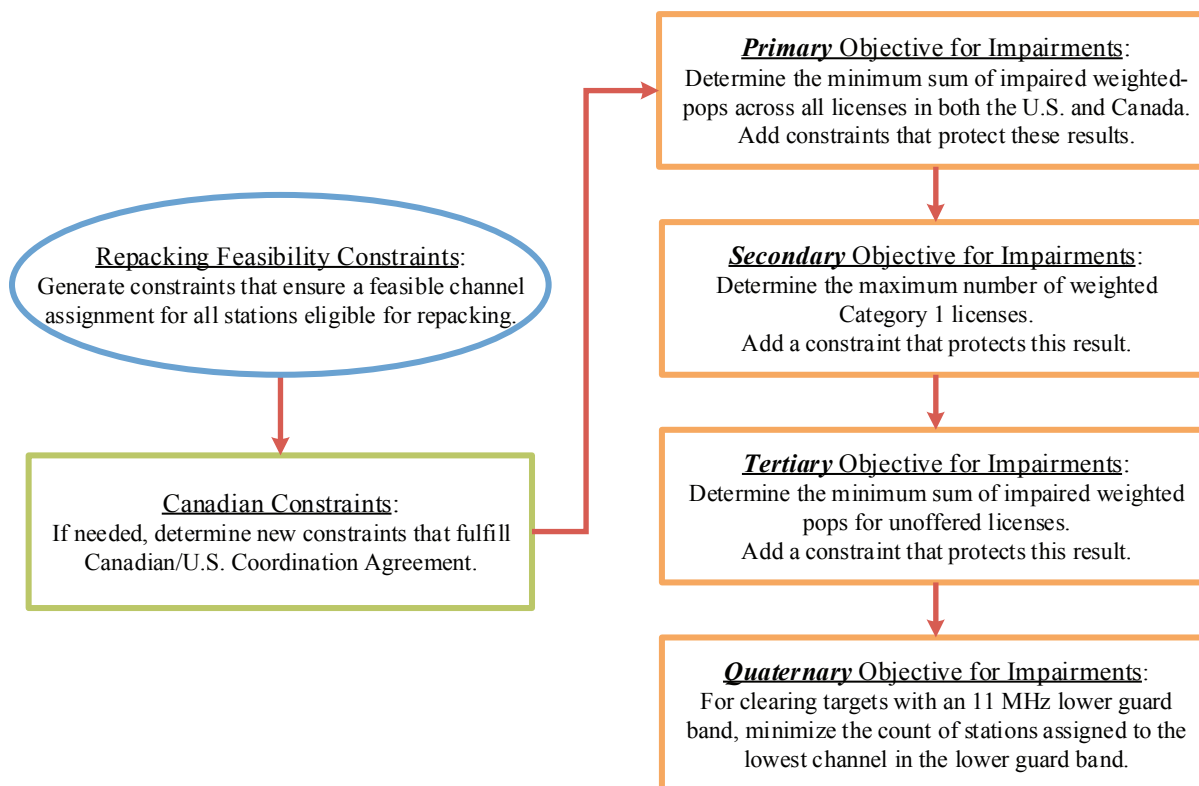 Repacking Feasibility Constraints:
Generate constraints that ensure a feasible channel
assignment for all stations eligible for repacking.
Canadian Constraints:
If needed, determine new constraints that fulfill
Canadian/U.S. Coordination Agreement.
Primary Objective for Impairments:
Determine the minimum sum of impaired weighted-
pops across all licenses in both the U.S. and Canada.
Add constraints that protect these results.
Secondary Objective for Impairments:
Determine the maximum number of weighted
Category 1 licenses.
Add a constraint that protects this result.
Tertiary Objective for Impairments:
Determine the minimum sum of impaired weighted
pops for unoffered licenses.
Add a constraint that protects this result.
Quaternary Objective for Impairments:
For clearing targets with an 11 MHz lower guard
band, minimize the count of stations assigned to the
lowest channel in the lower guard band.